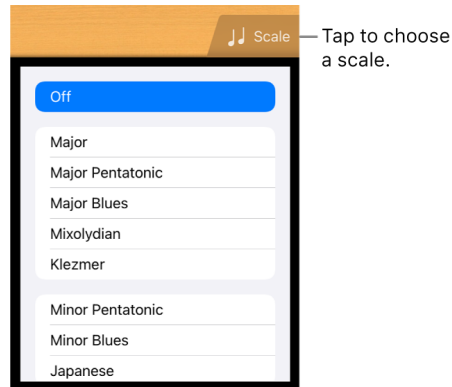 Scale
Tap to choose
a scale.
Off
Major
Major Pentatonic
Major Blues
Mixolydian
Klezmer
Minor Pentatonic
Minor Blues
Japanese